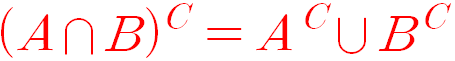 (A ∩ B)^C = A^C ∪ B^C